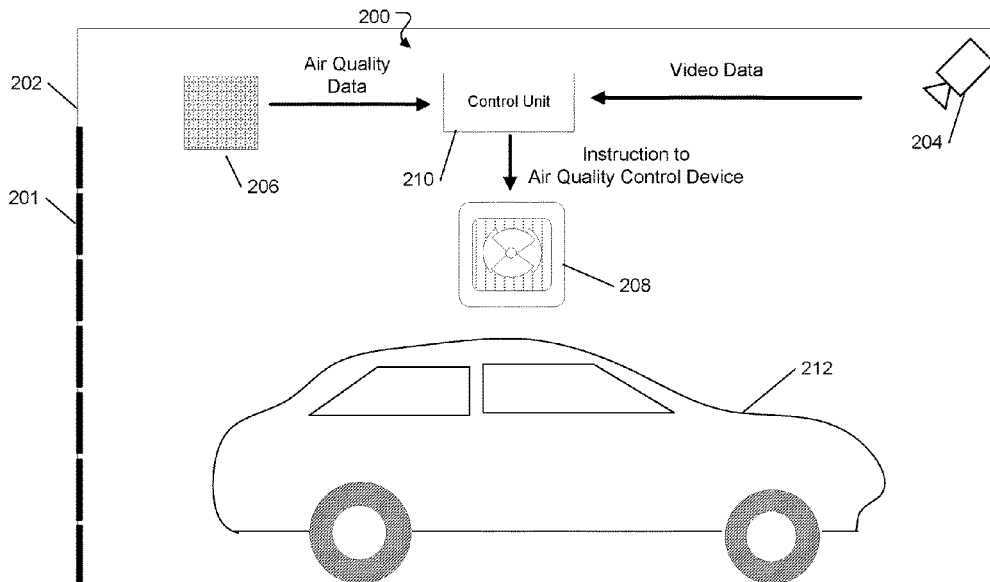 200
Air Quality
Data
Video Data
202
Control Unit
204
206
210
Instruction to
Air Quality Control Device
201
208
212